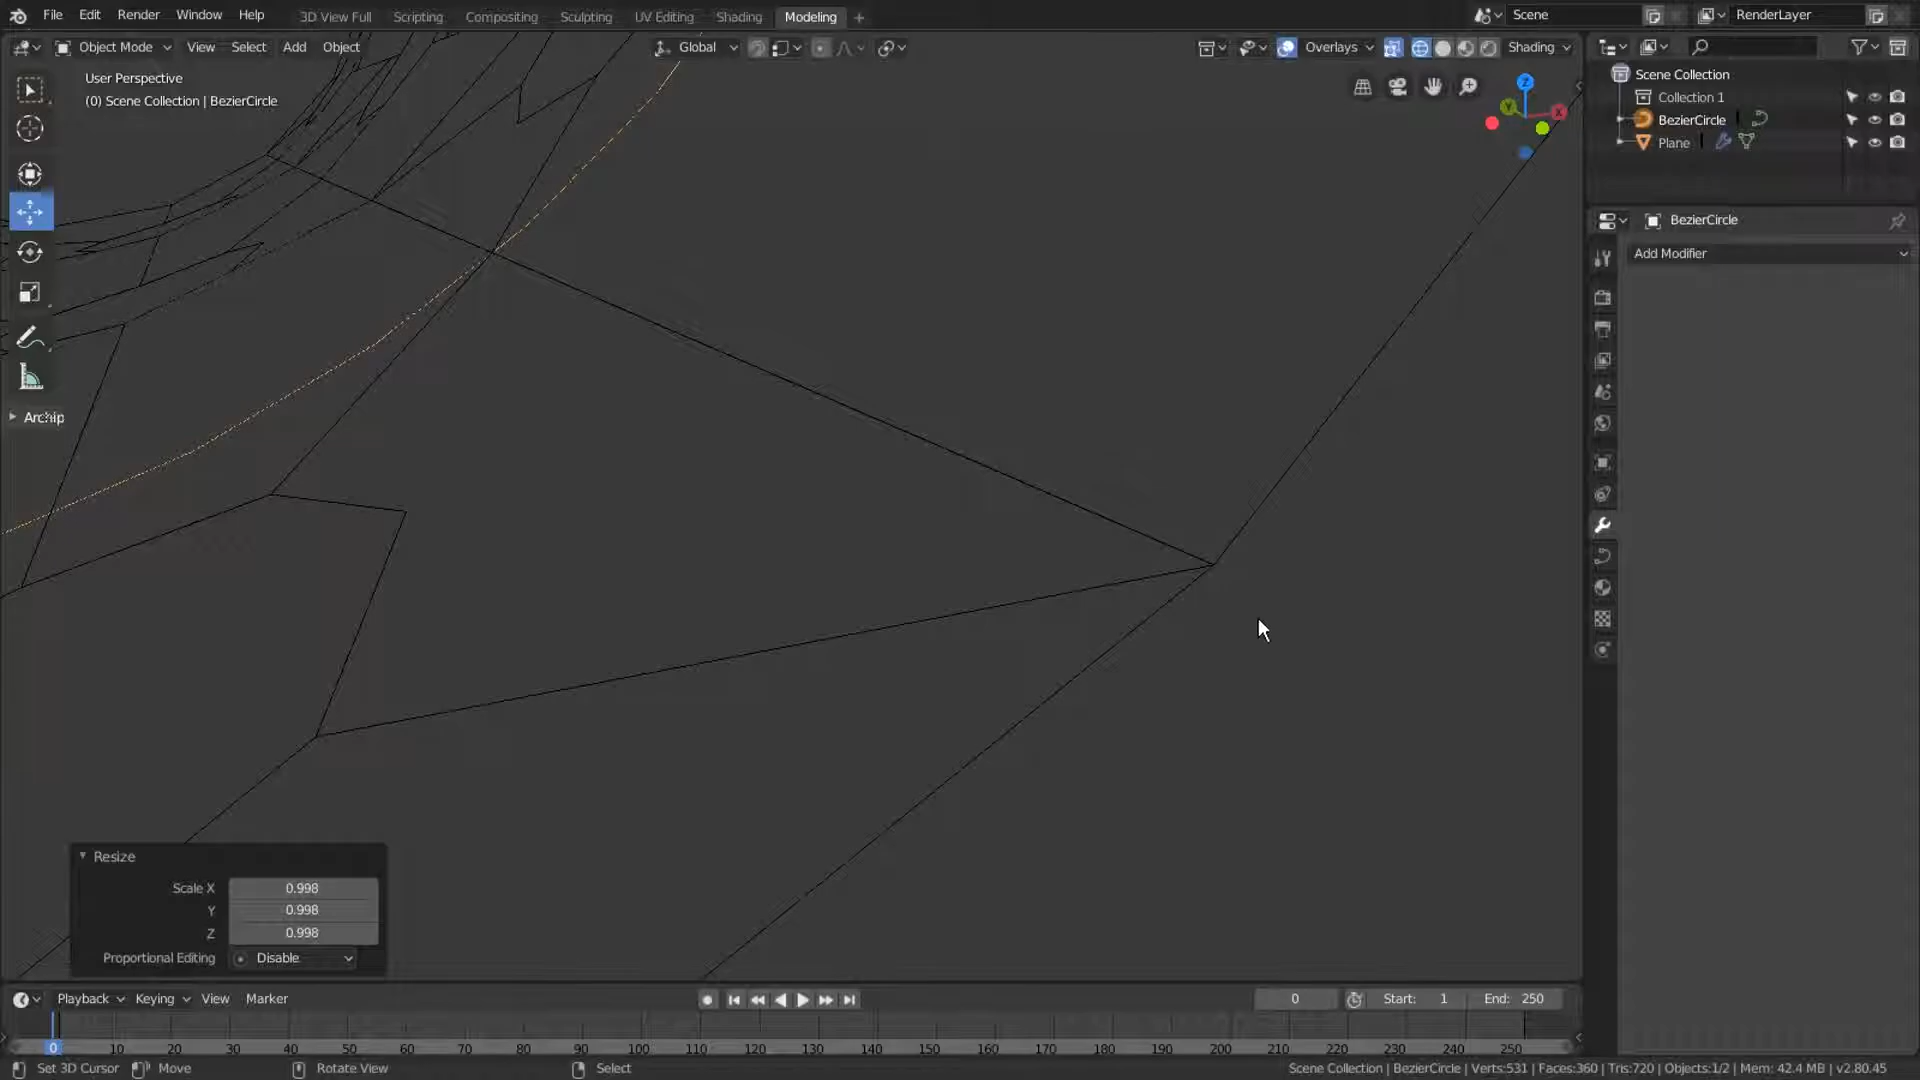 File Edit Render Window Help 3D View Full Scripting Compositing Sculpting UV Editing Shading Modeling + Scene RenderLayer
Object Mode View Select Add Object Global Overlays Shading
User Perspective
(0) Scene Collection | BezierCircle
Z
Y
X
Scene Collection
Collection 1
BezierCircle
Plane
BezierCircle
Add Modifier
Archip
Resize
Scale X 0.998
Y 0.998
Z 0.998
Proportional Editing Disable
Playback Keying View Marker 0 Start: 1 End: 250
0 10 20 30 40 50 60 70 80 90 100 110 120 130 140 150 160 170 180 190 200 210 220 230 240 250
Set 3D Cursor Move Rotate View Select Scene Collection | BezierCircle | Verts:531 | Faces:360 | Tris:720 | Objects:1/2 | Mem: 42.4 MB | v2.80.45